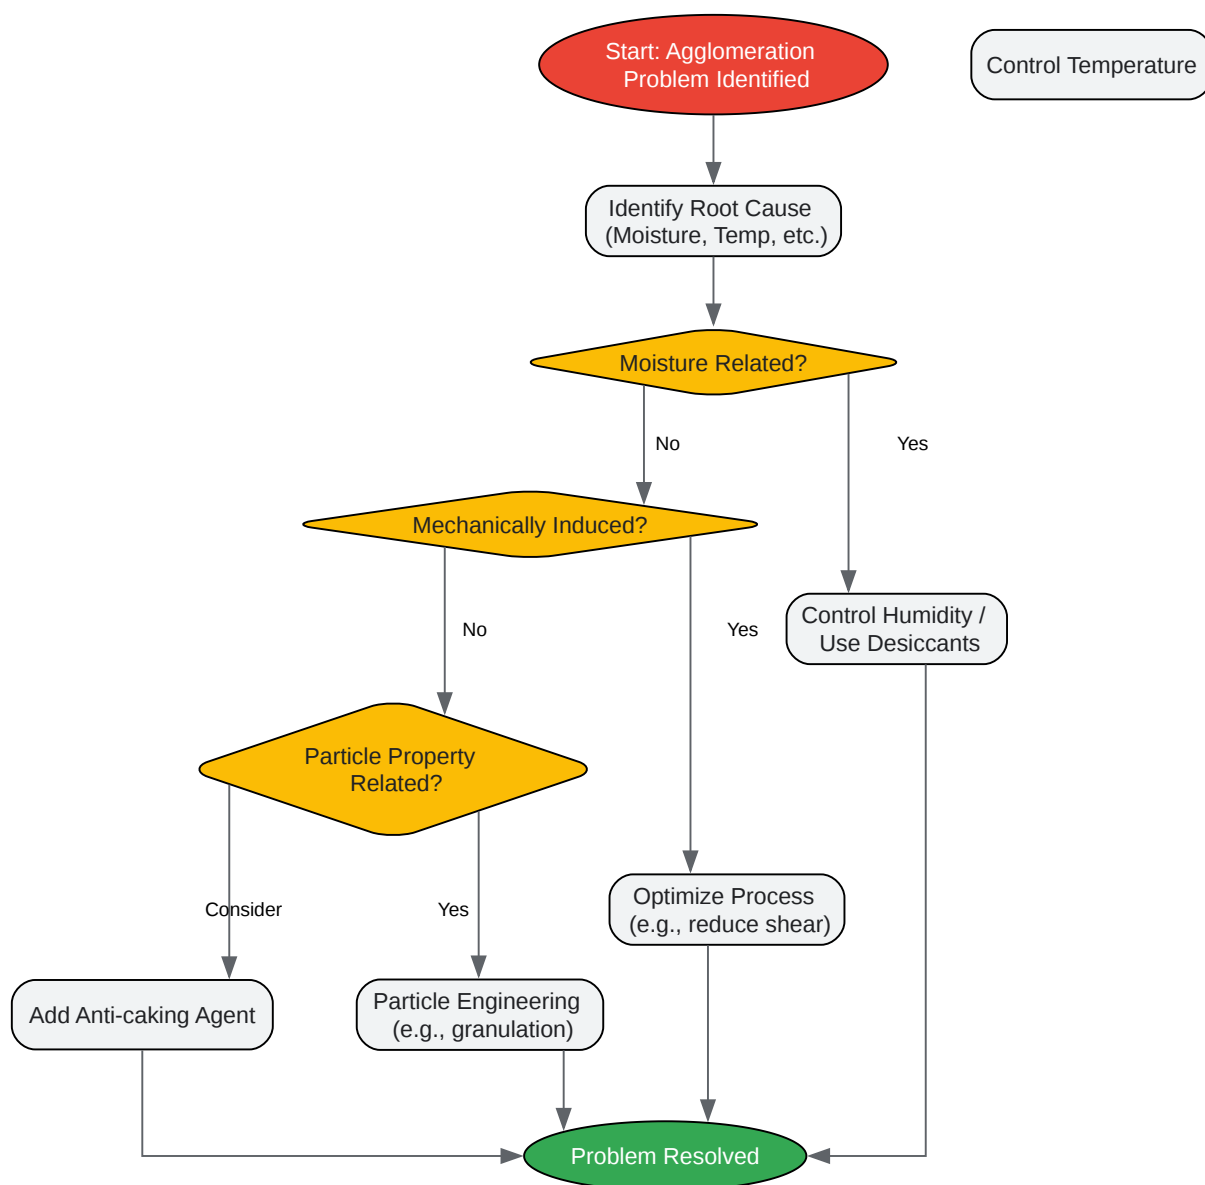 Start: Agglomeration
Problem Identified
Control Temperature
Identify Root Cause
(Moisture, Temp, etc.)
Moisture Related?
No
Yes
Mechanically Induced?
Control Humidity /
Use Desiccants
No
Yes
Particle Property
Related?
Consider
Yes
Optimize Process
(e.g., reduce shear)
Add Anti-caking Agent
Particle Engineering
(e.g., granulation)
Problem Resolved